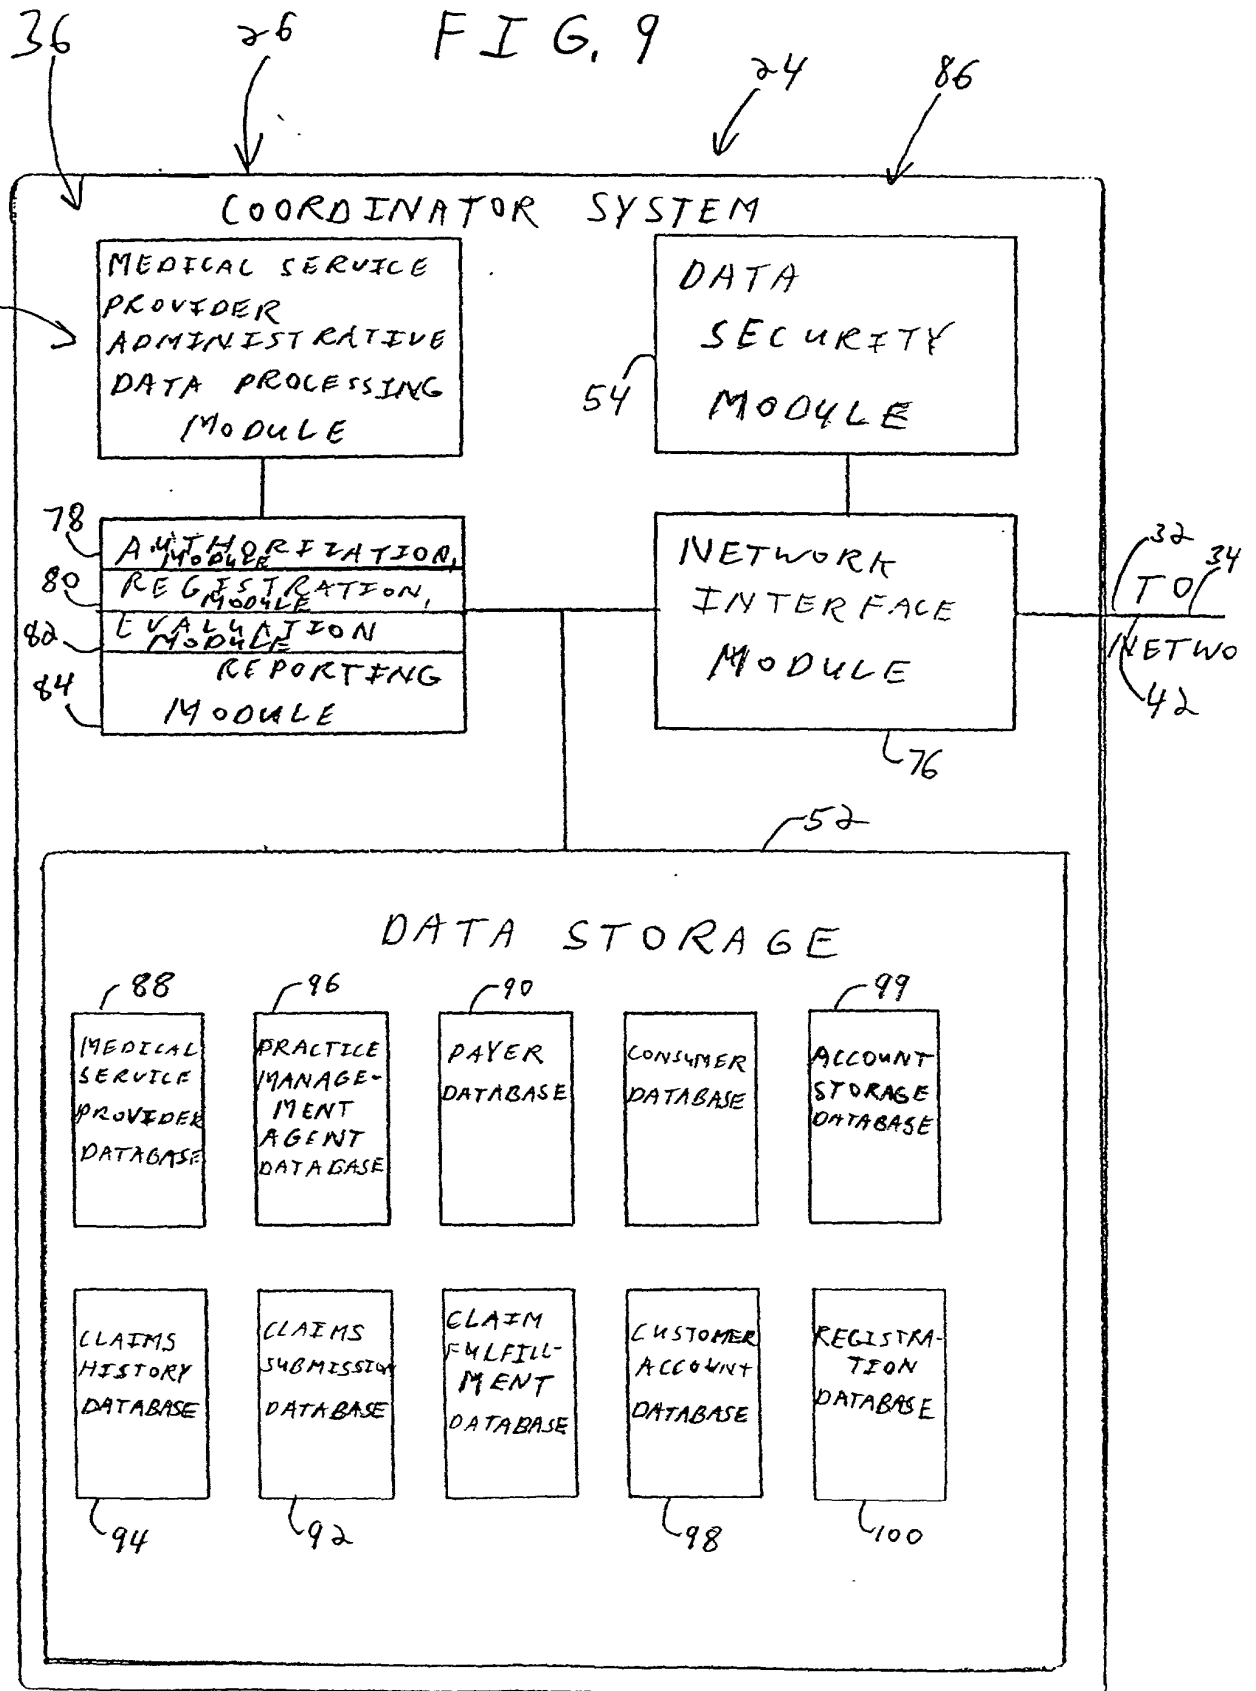 FIG. 9
36
26
24
86
COORDINATOR SYSTEM
MEDICAL SERVICE
PROVIDER
ADMINISTRATIVE
DATA PROCESSING
MODULE
DATA
SECURITY
MODULE
54
78
AUTHORIZATION,
MODULE
80
REGISTRATION,
MODULE
82
EVALUATION
MODULE
84
REPORTING
MODULE
NETWORK
INTERFACE
MODULE
76
32
34
TO
NETWO
42
52
DATA STORAGE
88
MEDICAL
SERVICE
PROVIDER
DATABASE
96
PRACTICE
MANAGE-
MENT
AGENT
DATABASE
90
PAYER
DATABASE
CONSUMER
DATABASE
99
ACCOUNT
STORAGE
DATABASE
CLAIMS
HISTORY
DATABASE
94
CLAIMS
SUBMISSION
DATABASE
92
CLAIM
FULFILL-
MENT
DATABASE
CUSTOMER
ACCOUNT
DATABASE
98
REGISTRA-
TION
DATABASE
100